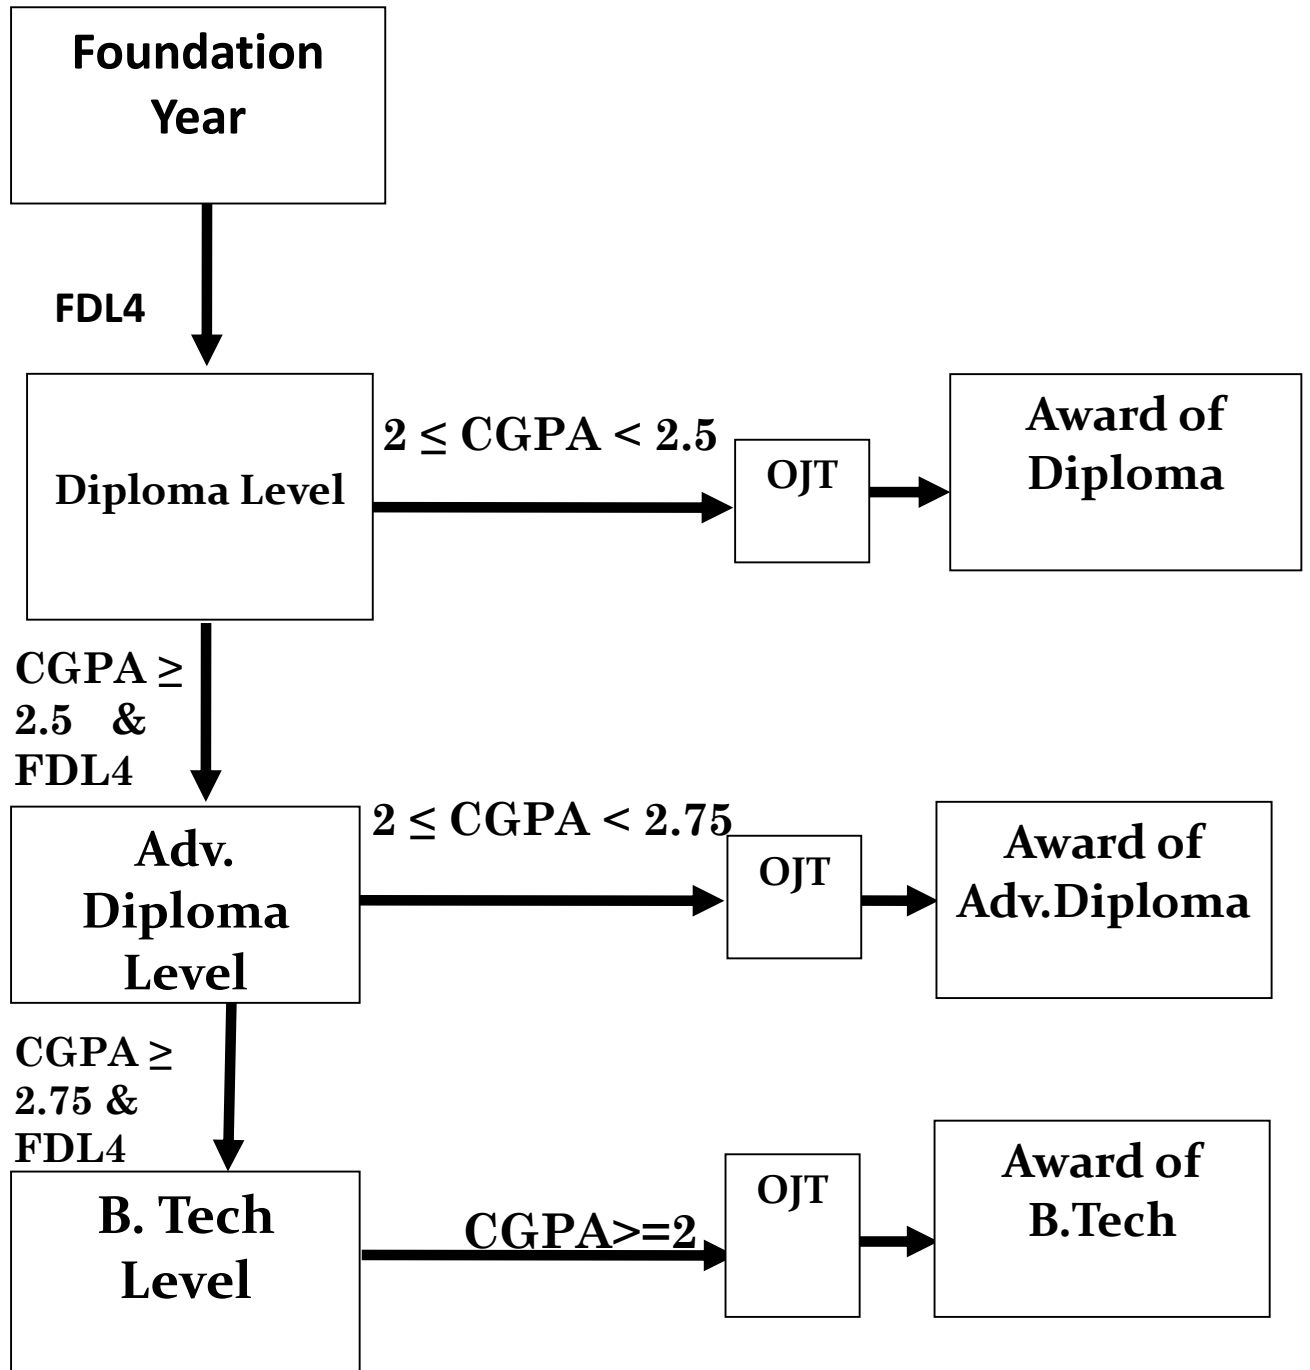 Foundation
Year
FDL4
Diploma Level
2 ≤ CGPA < 2.5
OJT
Award of
Diploma
CGPA ≥
2.5 &
FDL4
Adv.
Diploma
Level
2 ≤ CGPA < 2.75
OJT
Award of
Adv.Diploma
CGPA ≥
2.75 &
FDL4
B. Tech
Level
CGPA>=2
OJT
Award of
B.Tech